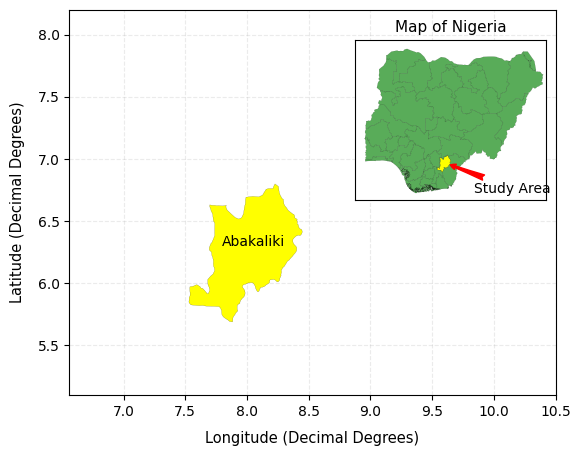 Map of Nigeria
Study Area
Abakaliki
Latitude (Decimal Degrees)
8.0
7.5
7.0
6.5
6.0
5.5
7.0
7.5
8.0
8.5
9.0
9.5
10.0
10.5
Longitude (Decimal Degrees)